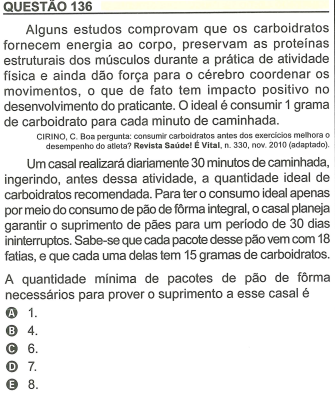 QUESTÃO 136
Alguns estudos comprovam que os carboidratos
fornecem energia ao corpo, preservam as proteínas
estruturais dos músculos durante a prática de atividade
física e ainda dão força para o cérebro coordenar os
movimentos, o que de fato tem impacto positivo no
desenvolvimento do praticante. O ideal é consumir 1 grama
de carboidrato para cada minuto de caminhada.
CIRINO, C. Boa pergunta: consumir carboidratos antes dos exercícios melhora o
desempenho do atleta? Revista Saúde! É Vital, n. 330, nov. 2010 (adaptado).
Um casal realizará diariamente 30 minutos de caminhada,
ingerindo, antes dessa atividade, a quantidade ideal de
carboidratos recomendada. Para ter o consumo ideal apenas
por meio do consumo de pão de fôrma integral, o casal planeja
garantir o suprimento de pães para um período de 30 dias
ininterruptos. Sabe-se que cada pacote desse pão vem com 18
fatias, e que cada uma delas tem 15 gramas de carboidratos.
A quantidade mínima de pacotes de pão de fôrma
necessários para prover o suprimento a esse casal é
A 1.
B 4.
C 6.
D 7.
E 8.